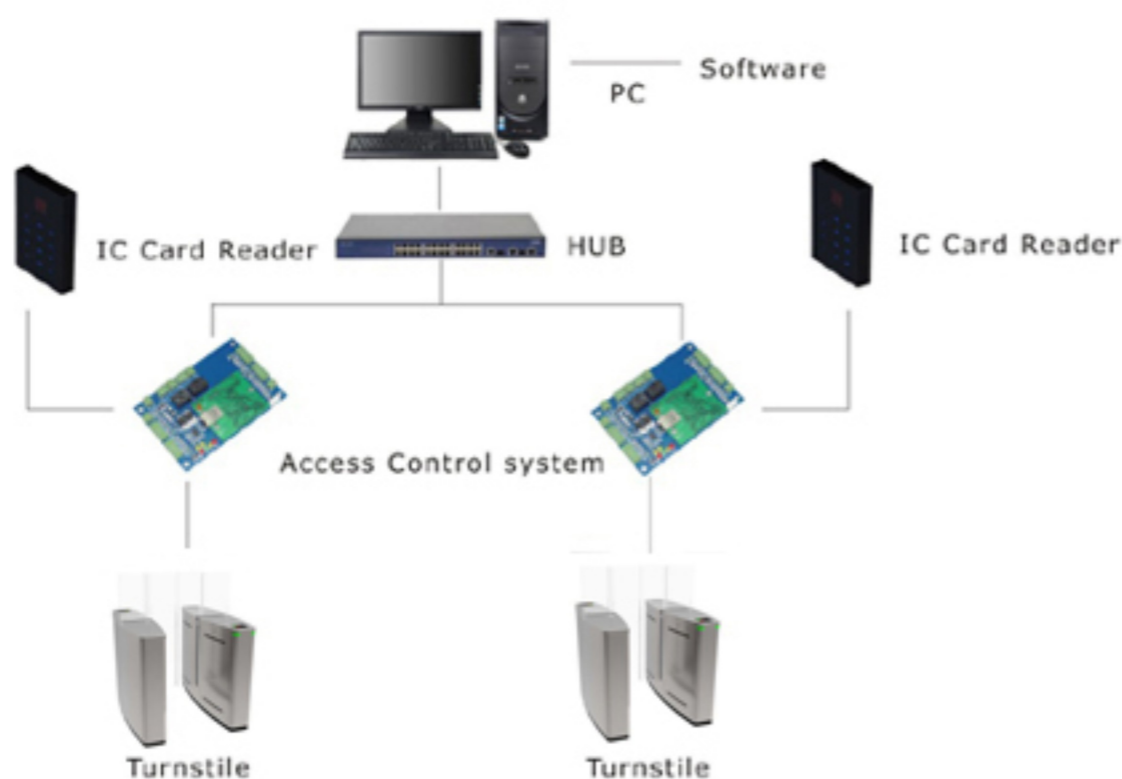 Software
PC
IC Card Reader
HUB
IC Card Reader
Access Control system
Turnstile
Turnstile